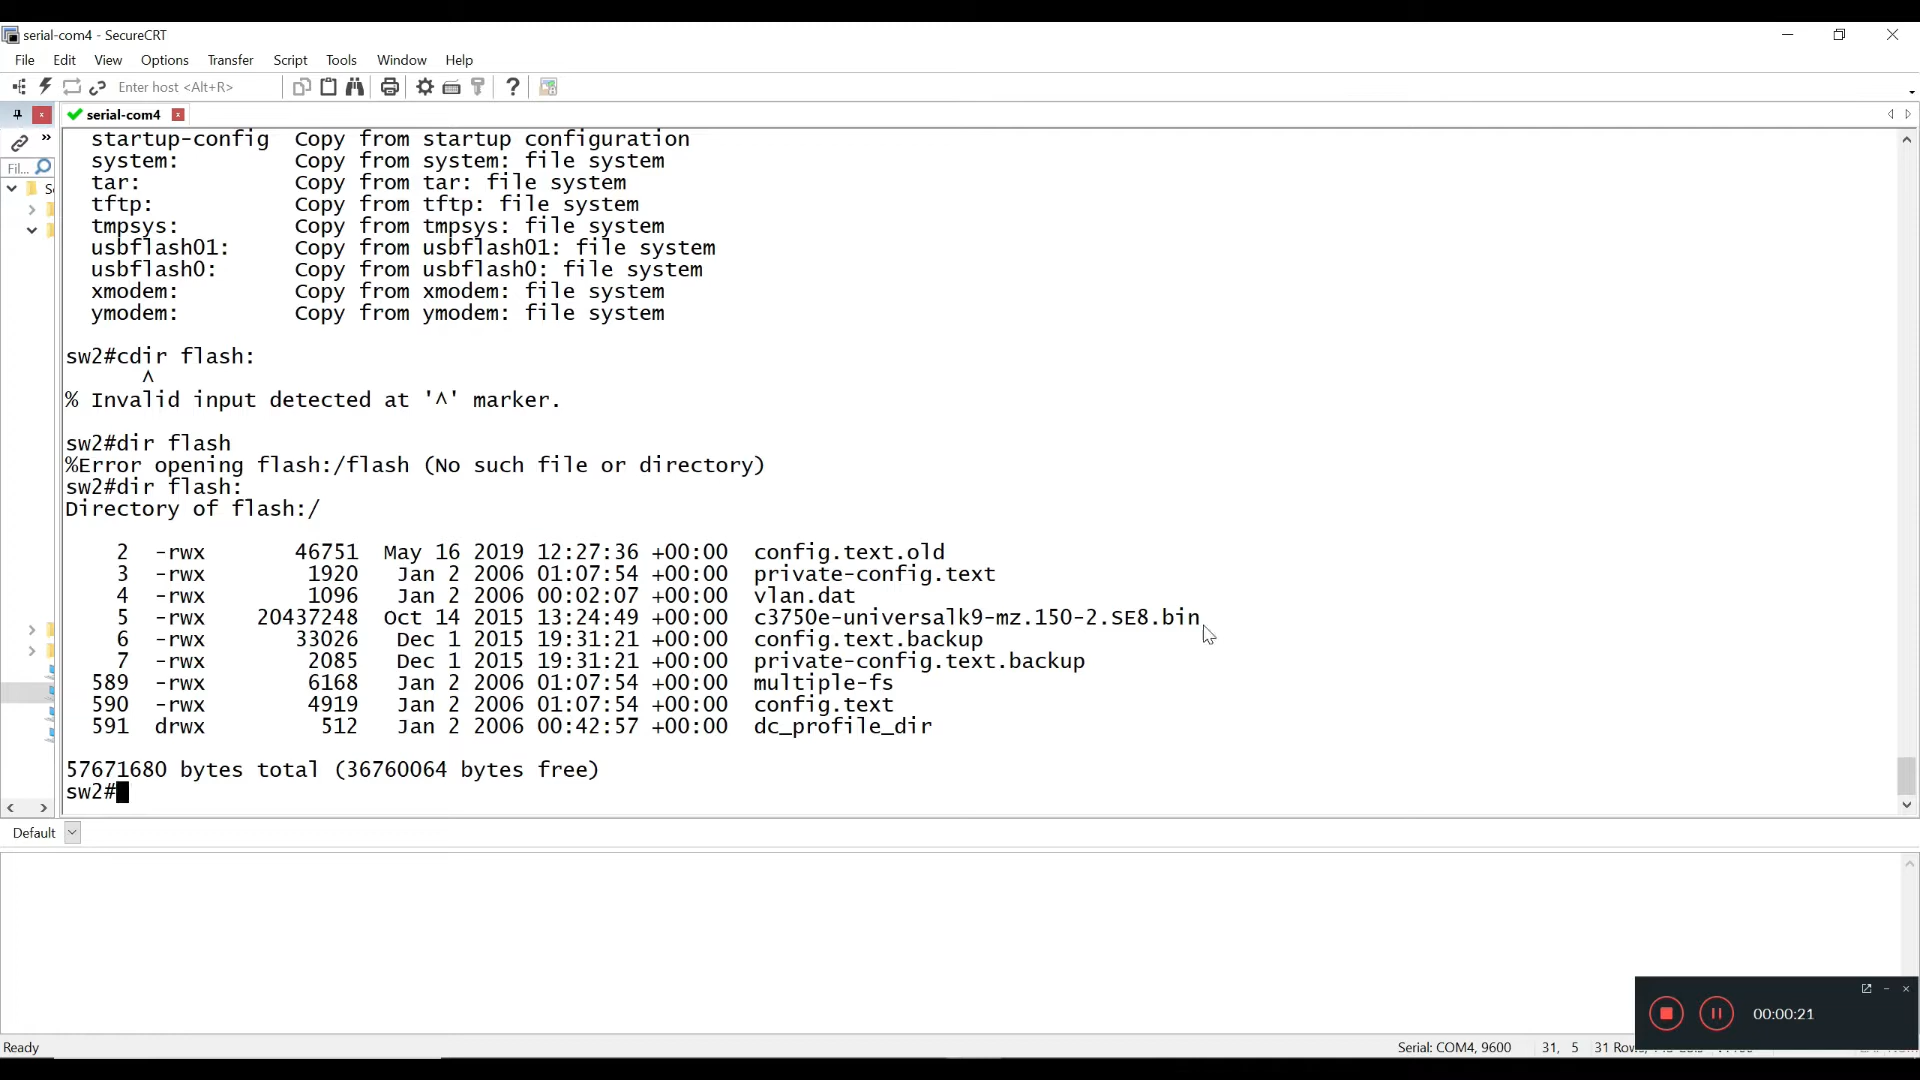 serial-com4 - SecureCRT
File Edit View Options Transfer Script Tools Window Help
Enter host <Alt+R>
serial-com4
Fil...
startup-config  Copy from startup configuration
system:         Copy from system: file system
tar:            Copy from tar: file system
tftp:           Copy from tftp: file system
tmpsys:         Copy from tmpsys: file system
usbflash01:     Copy from usbflash01: file system
usbflash0:      Copy from usbflash0: file system
xmodem:         Copy from xmodem: file system
ymodem:         Copy from ymodem: file system
sw2#cdir flash:
^
% Invalid input detected at '^' marker.
sw2#dir flash
%Error opening flash:/flash (No such file or directory)
sw2#dir flash:
Directory of flash:/
2  -rwx       46751  May 16 2019 12:27:36 +00:00  config.text.old
3  -rwx        1920   Jan 2 2006 01:07:54 +00:00  private-config.text
4  -rwx        1096   Jan 2 2006 00:02:07 +00:00  vlan.dat
5  -rwx    20437248  Oct 14 2015 13:24:49 +00:00  c3750e-universalk9-mz.150-2.SE8.bin
6  -rwx       33026   Dec 1 2015 19:31:21 +00:00  config.text.backup
7  -rwx        2085   Dec 1 2015 19:31:21 +00:00  private-config.text.backup
589  -rwx        6168   Jan 2 2006 01:07:54 +00:00  multiple-fs
590  -rwx        4919   Jan 2 2006 01:07:54 +00:00  config.text
591  drwx         512   Jan 2 2006 00:42:57 +00:00  dc_profile_dir
57671680 bytes total (36760064 bytes free)
sw2#
Default
00:00:21
Ready
Serial: COM4, 9600 31, 5 31